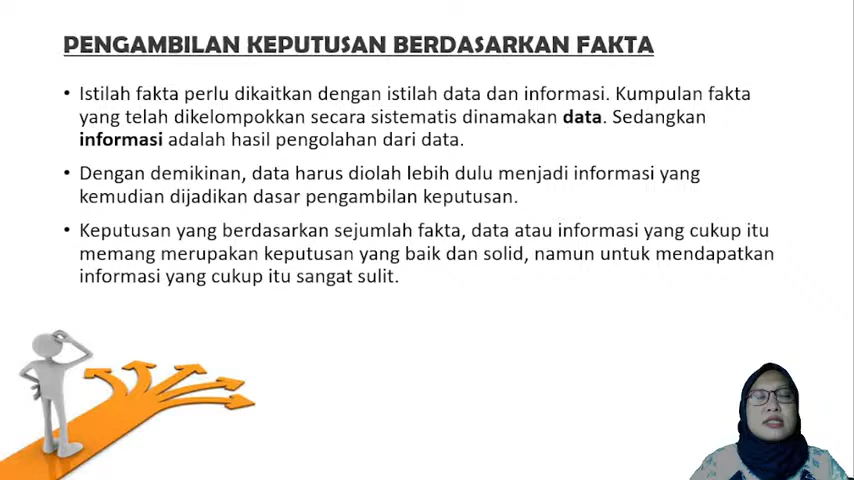 PENGAMBILAN KEPUTUSAN BERDASARKAN FAKTA
• Istilah fakta perlu dikaitkan dengan istilah data dan informasi. Kumpulan fakta
yang telah dikelompokkan secara sistematis dinamakan data. Sedangkan
informasi adalah hasil pengolahan dari data.
• Dengan demikinan, data harus diolah lebih dulu menjadi informasi yang
kemudian dijadikan dasar pengambilan keputusan.
• Keputusan yang berdasarkan sejumlah fakta, data atau informasi yang cukup itu
memang merupakan keputusan yang baik dan solid, namun untuk mendapatkan
informasi yang cukup itu sangat sulit.